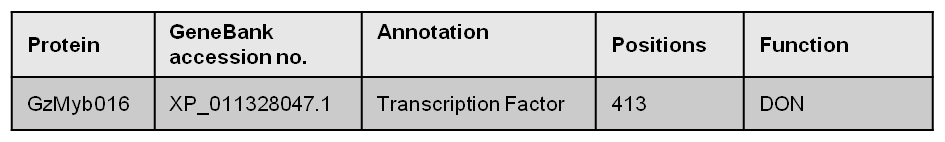 Protein GeneBank accession no. Annotation Positions Function
GzMyb016 XP_011328047.1 Transcription Factor 413 DON